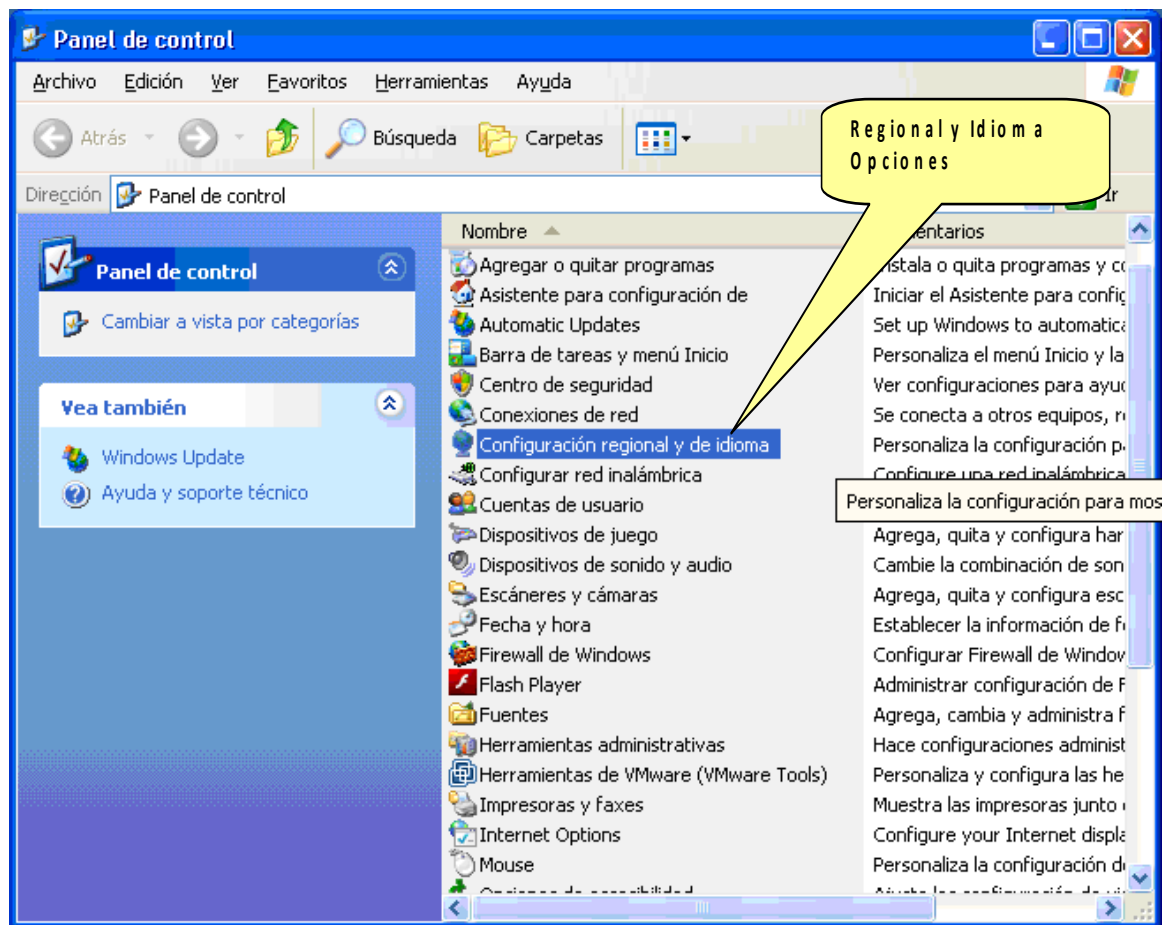 Panel de control
Archivo Edición Ver Favoritos Herramientas Ayuda
Atrás Búsqueda Carpetas
Regional y Idioma
Opciones
Dirección Panel de control Ir
Panel de control
Cambiar a vista por categorías
Vea también
Windows Update
Ayuda y soporte técnico
Nombre
Agregar o quitar programas instala o quita programas y co
Asistente para configuración de Iniciar el Asistente para config
Automatic Updates Set up Windows to automatica
Barra de tareas y menú Inicio Personaliza el menú Inicio y la
Centro de seguridad Ver configuraciones para ayud
Conexiones de red Se conecta a otros equipos, r
Configuración regional y de idioma Personaliza la configuración p
Configurar red inalámbrica Configure una red inalámbrica
Cuentas de usuario Personaliza la configuración para mos
Dispositivos de juego Agrega, quita y configura har
Dispositivos de sonido y audio Cambie la combinación de son
Escáneres y cámaras Agrega, quita y configura esc
Fecha y hora Establecer la información de f
Firewall de Windows Configurar Firewall de Window
Flash Player Administrar configuración de F
Fuentes Agrega, cambia y administra f
Herramientas administrativas Hace configuraciones administ
Herramientas de VMware (VMware Tools) Personaliza y configura las he
Impresoras y faxes Muestra las impresoras junto
Internet Options Configure your Internet displa
Mouse Personaliza la configuración d